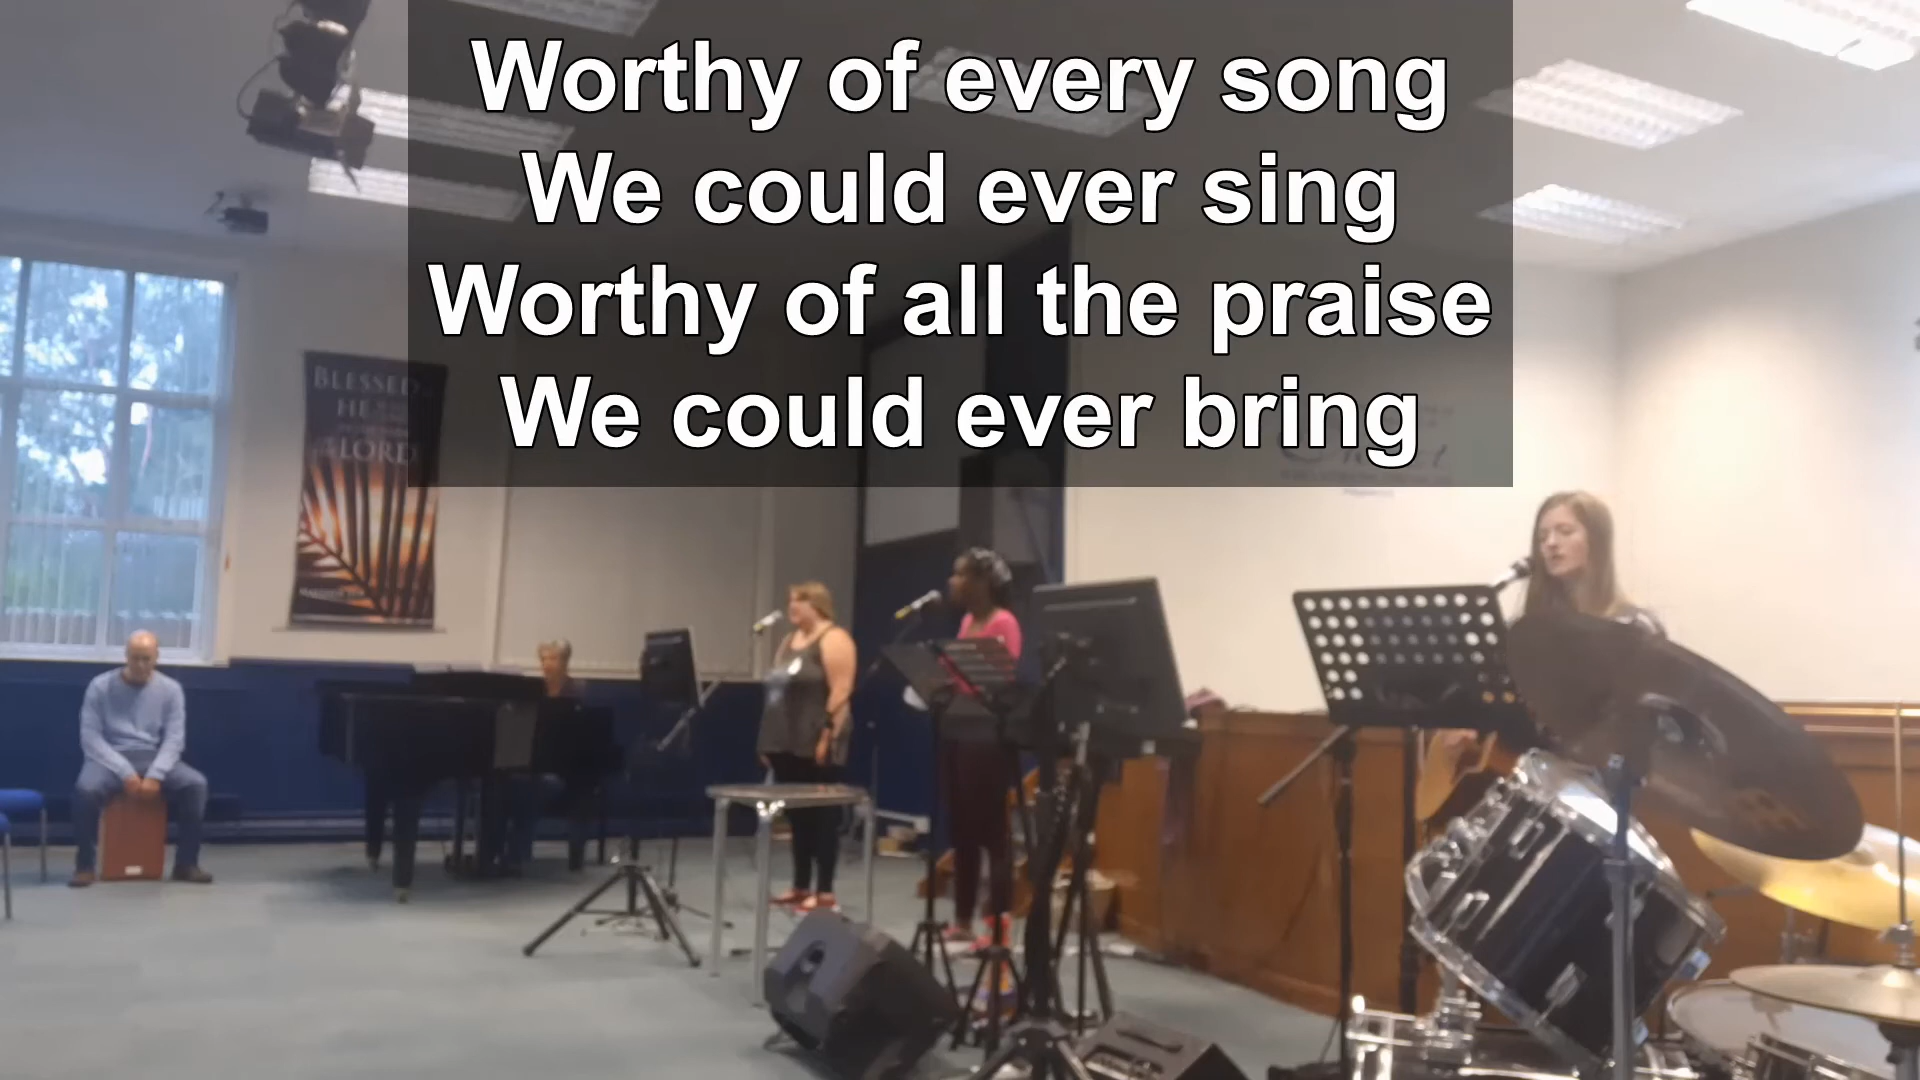 Worthy of every song
We could ever sing
Worthy of all the praise
We could ever bring
BLESSED
HE
LORD